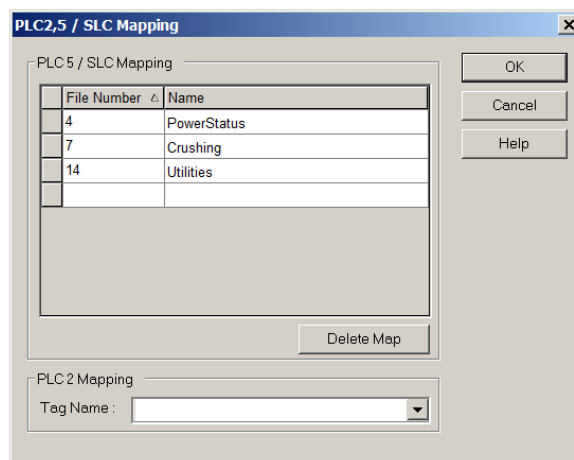 PLC2,5 / SLC Mapping
PLC 5 / SLC Mapping
File Number Name
4 PowerStatus
7 Crushing
14 Utilities
Delete Map
PLC 2 Mapping
Tag Name :
OK
Cancel
Help